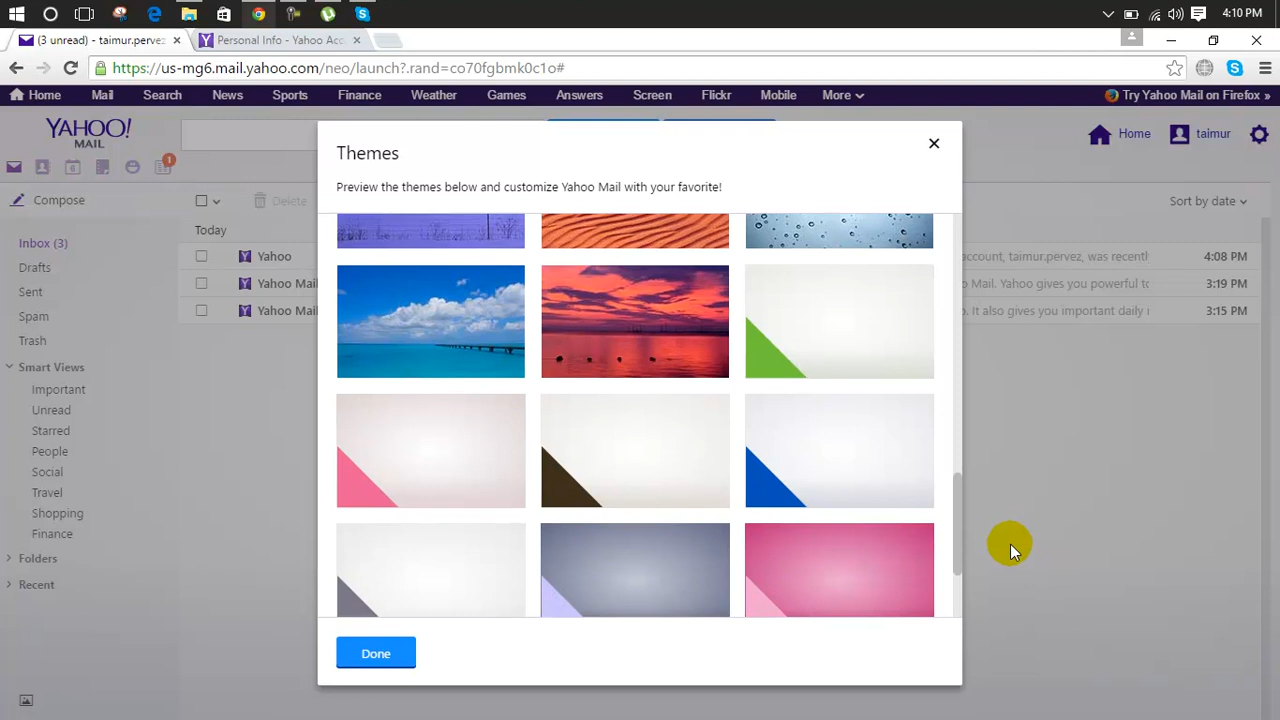 4:10 PM
(3 unread) - taimur.pervez
Personal Info - Yahoo Acc
https://us-mg6.mail.yahoo.com/neo/launch?.rand=co70fgbmk0c1o#
Home Mail Search News Sports Finance Weather Games Answers Screen Flickr Mobile More Try Yahoo Mail on Firefox »
YAHOO!
MAIL
Home taimur
1
Themes
Preview the themes below and customize Yahoo Mail with your favorite!
Compose
Delete
Sort by date
Today
Inbox (3)
Drafts
Sent
Spam
Trash
Smart Views
Important
Unread
Starred
People
Social
Travel
Shopping
Finance
Folders
Recent
Yahoo account, taimur.pervez, was recently 4:08 PM
Yahoo Mail Mail. Yahoo gives you powerful to 3:19 PM
Yahoo Mail . It also gives you important daily 3:15 PM
Done